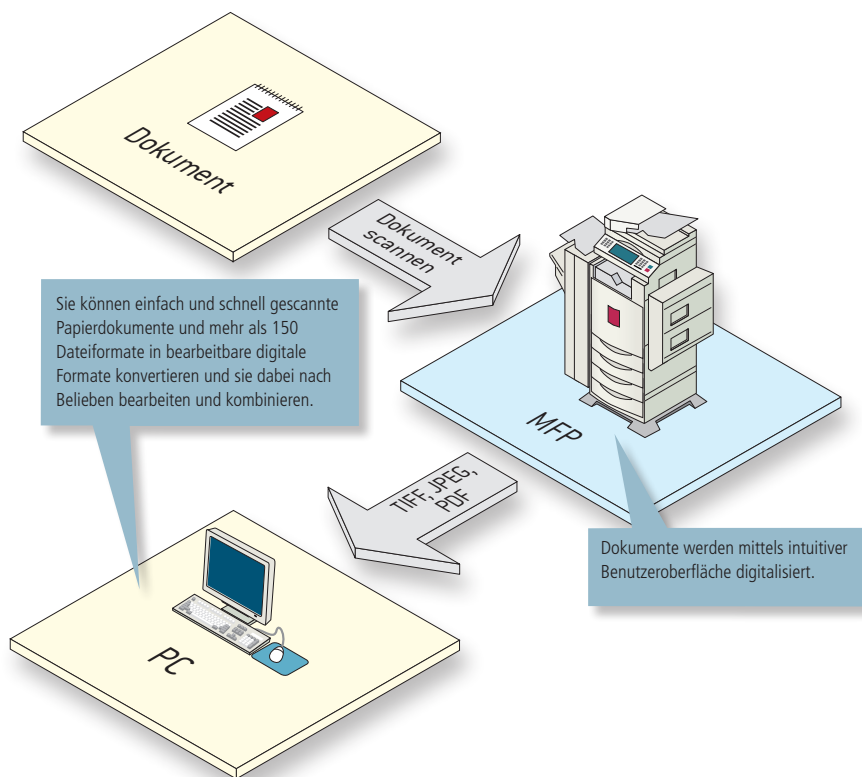 Dokument
Dokument
scannen
Sie können einfach und schnell gescannte
Papierdokumente und mehr als 150
Dateiformate in bearbeitbare digitale
Formate konvertieren und sie dabei nach
Belieben bearbeiten und kombinieren.
MFP
TIFF, JPEG,
PDF
Dokumente werden mittels intuitiver
Benutzeroberfläche digitalisiert.
PC